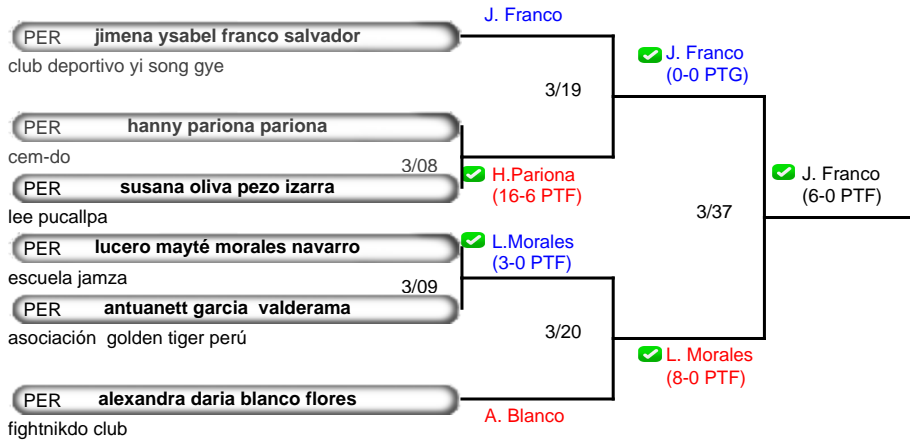 J. Franco
PER jimena ysabel franco salvador
club deportivo yi song gye
J. Franco
(0-0 PTG)
3/19
PER hanny pariona pariona
cem-do
3/08
H.Pariona
(16-6 PTF)
PER susana oliva pezo izarra
lee pucallpa
J. Franco
(6-0 PTF)
3/37
PER lucero mayté morales navarro
escuela jamza
L.Morales
(3-0 PTF)
3/09
PER antuanett garcia valderama
asociación golden tiger perú
3/20
L. Morales
(8-0 PTF)
PER alexandra daria blanco flores
fightnikdo club
A. Blanco